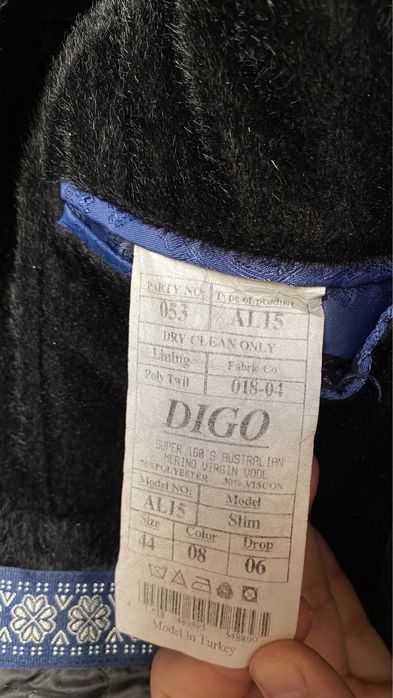 PARTY NO: Type of product
053 AL15
DRY CLEAN ONLY
Lining Fabric Co
Poly Twil 018-04
DIGO
SUPER 160 S AUSTRALIAN
MERINO VIRGIN WOOL
70%POLYESTER 30% VISCON
Model NO: Model
AL15 Slim
Size Color Drop
44 08 06
Model in Turkey